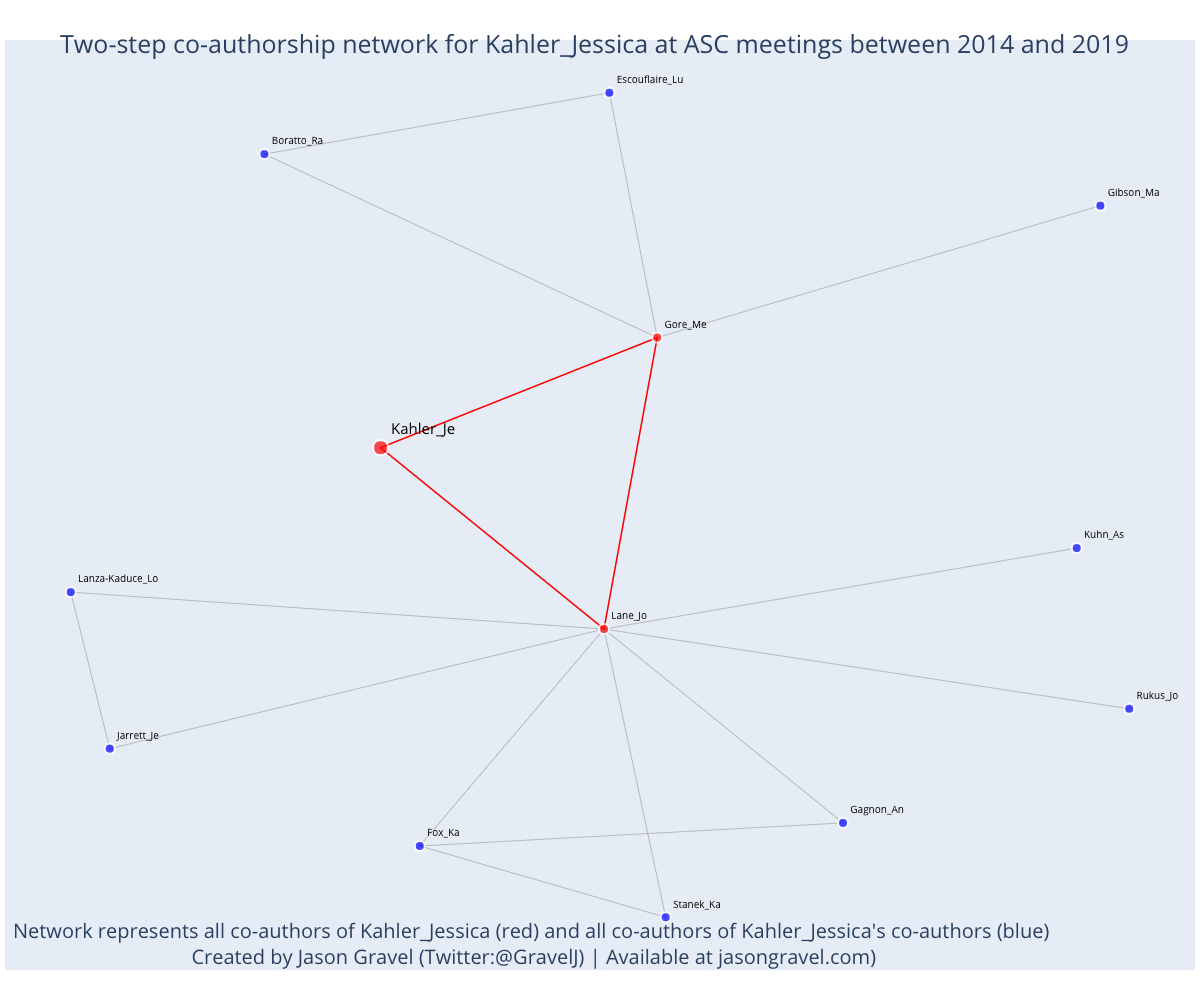 Two-step co-authorship network for Kahler_Jessica at ASC meetings between 2014 and 2019
Escouflaire_Lu
Boratto_Ra
Gibson_Ma
Gore_Me
Kahler_Je
Kuhn_As
Lanza-Kaduce_Lo
Lane_Jo
Rukus_Jo
Jarrett_Je
Gagnon_An
Fox_Ka
Stanek_Ka
Network represents all co-authors of Kahler_Jessica (red) and all co-authors of Kahler_Jessica's co-authors (blue)
Created by Jason Gravel (Twitter:@GravelJ) | Available at jasongravel.com)